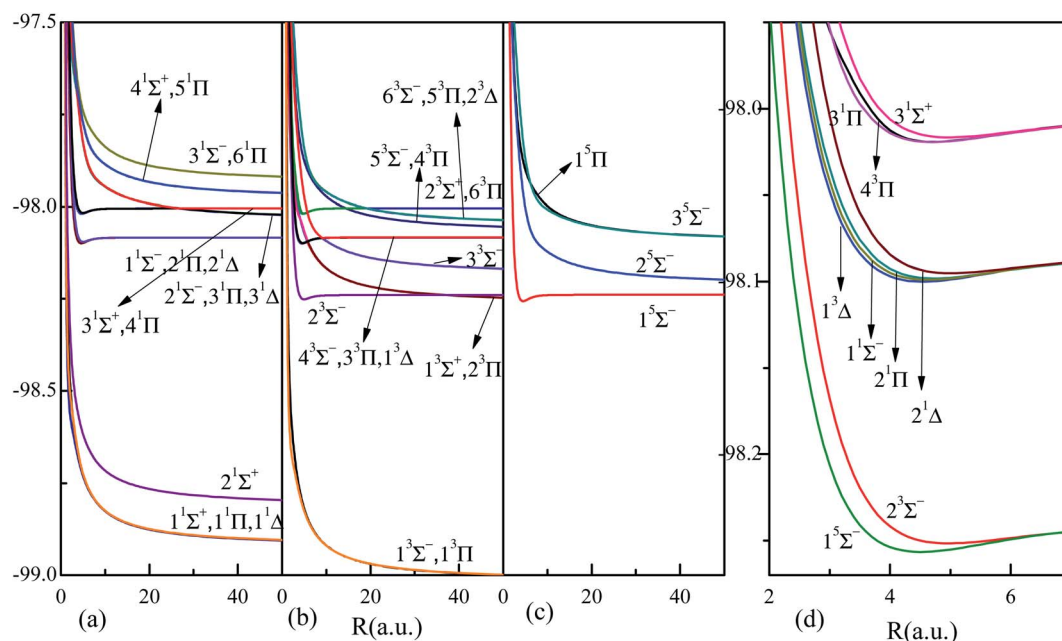 -97.5
-98.0
-98.5
-99.0
4¹Σ⁺,5¹Π
3¹Σ⁻,6¹Π
1¹Σ⁻,2¹Π,2¹Δ
2¹Σ⁻,3¹Π,3¹Δ
3¹Σ⁺,4¹Π
2¹Σ⁺
1¹Σ⁺,1¹Π,1¹Δ
0 20 40
(a)
6³Σ⁻,5³Π,2³Δ
5³Σ⁻,4³Π
2³Σ⁺,6³Π
3³Σ⁻
2³Σ⁻
4³Σ⁻,3³Π,1³Δ
1³Σ⁺,2³Π
1³Σ⁻,1³Π
0 20 40
(b)
R(a.u.)
1⁵Π
3⁵Σ⁻
2⁵Σ⁻
1⁵Σ⁻
0 20 40
(c)
-98.0
-98.1
-98.2
3¹Π
3¹Σ⁺
4³Π
1³Δ
1¹Σ⁻
2¹Π
2¹Δ
2³Σ⁻
1⁵Σ⁻
2 4 6
(d)
R(a.u.)